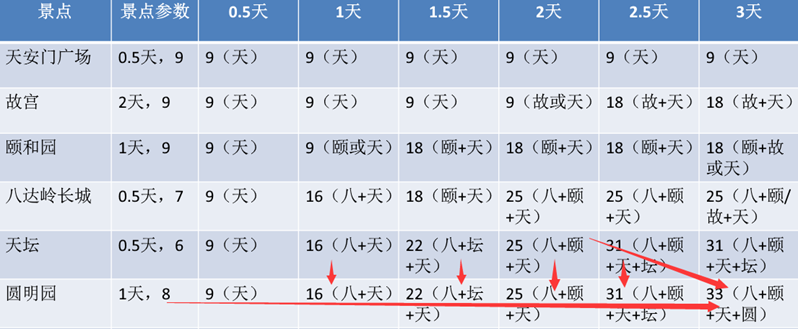 景点 景点参数 0.5天 1天 1.5天 2天 2.5天 3天
天安门广场 0.5天，9 9（天） 9（天） 9（天） 9（天） 9（天） 9（天）
故宫 2天，9 9（天） 9（天） 9（天） 9（故或天） 18（故+天） 18（故+天）
颐和园 1天，9 9（天） 9（颐或天） 18（颐+天） 18（颐+天） 18（颐+天） 18（颐+故
或天）
八达岭长城 0.5天，7 9（天） 16（八+天） 18（颐+天） 25（八+颐 25（八+颐 25（八+颐/
+天） +天） 故+天）
天坛 0.5天，6 9（天） 16（八+天） 22（八+坛 25（八+颐 31（八+颐 31（八+颐
+天） +天） +天+坛） +天+坛）
圆明园 1天，8 9（天） 16（八+天） 22（八+坛 25（八+颐 31（八+颐 33（八+颐
+天） +天） +天+坛） +天+圆）